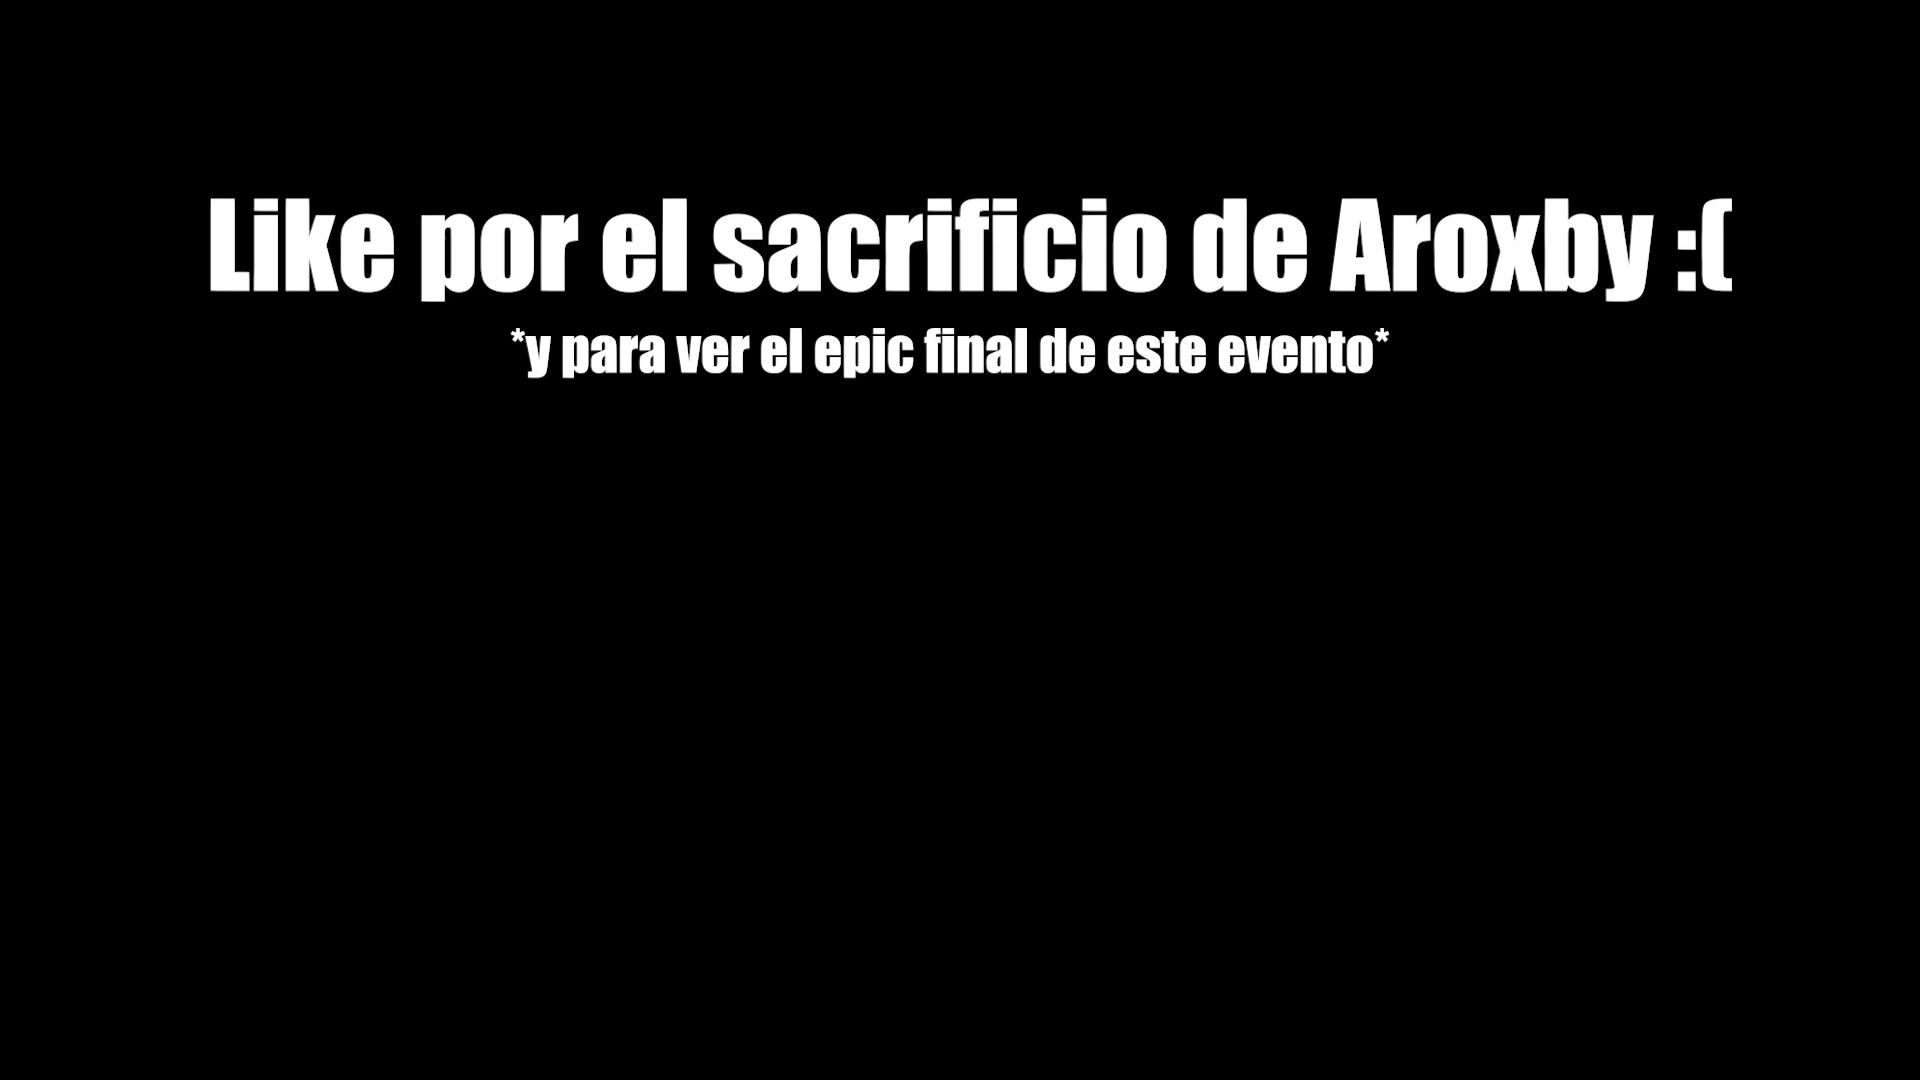 Like por el sacrificio de Aroxby :(
*y para ver el epic final de este evento*